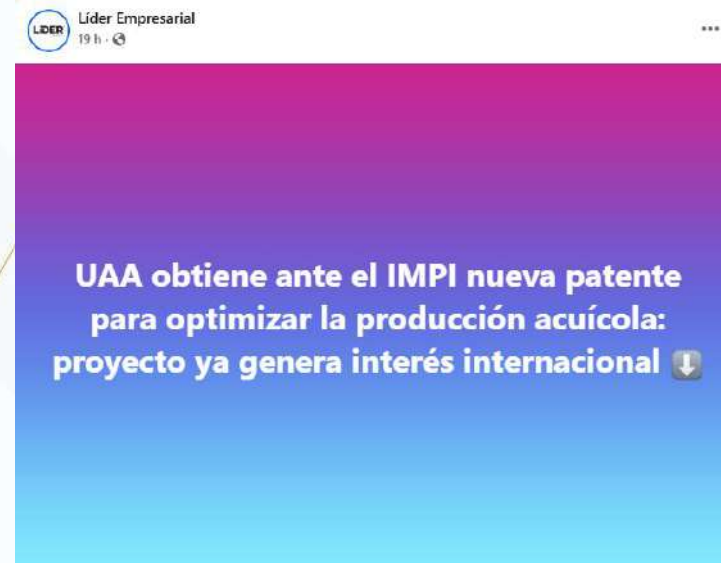 LÍDER
Líder Empresarial
19 h ·
UAA obtiene ante el IMPI nueva patente
para optimizar la producción acuícola:
proyecto ya genera interés internacional ⬇️